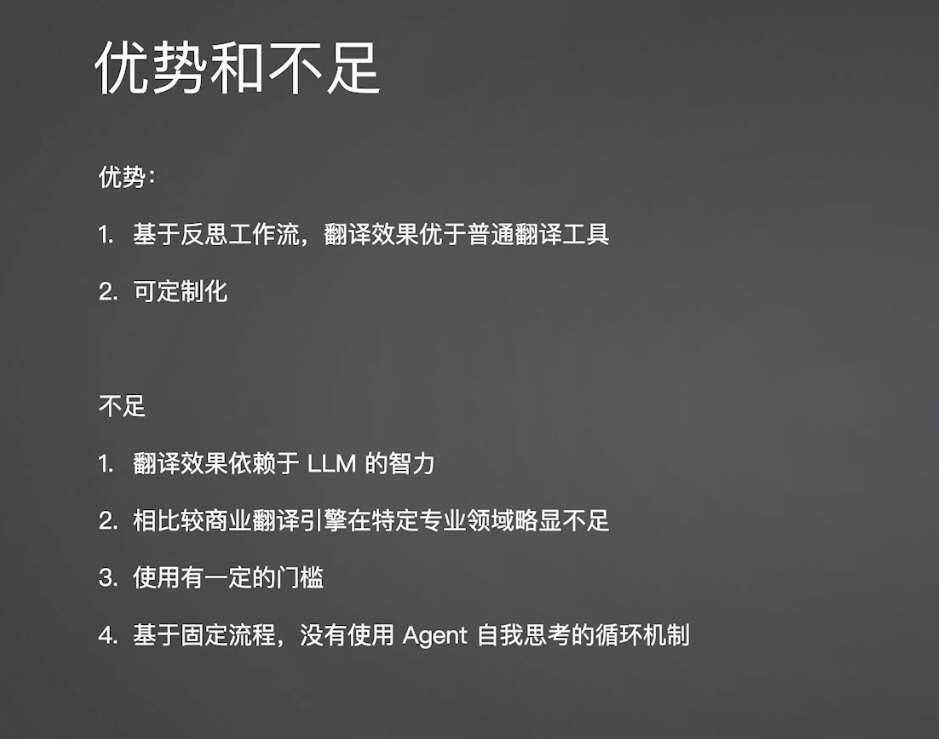 优势和不足
优势：
1. 基于反思工作流，翻译效果优于普通翻译工具
2. 可定制化
不足
1. 翻译效果依赖于 LLM 的智力
2. 相比较商业翻译引擎在特定专业领域略显不足
3. 使用有一定的门槛
4. 基于固定流程，没有使用 Agent 自我思考的循环机制